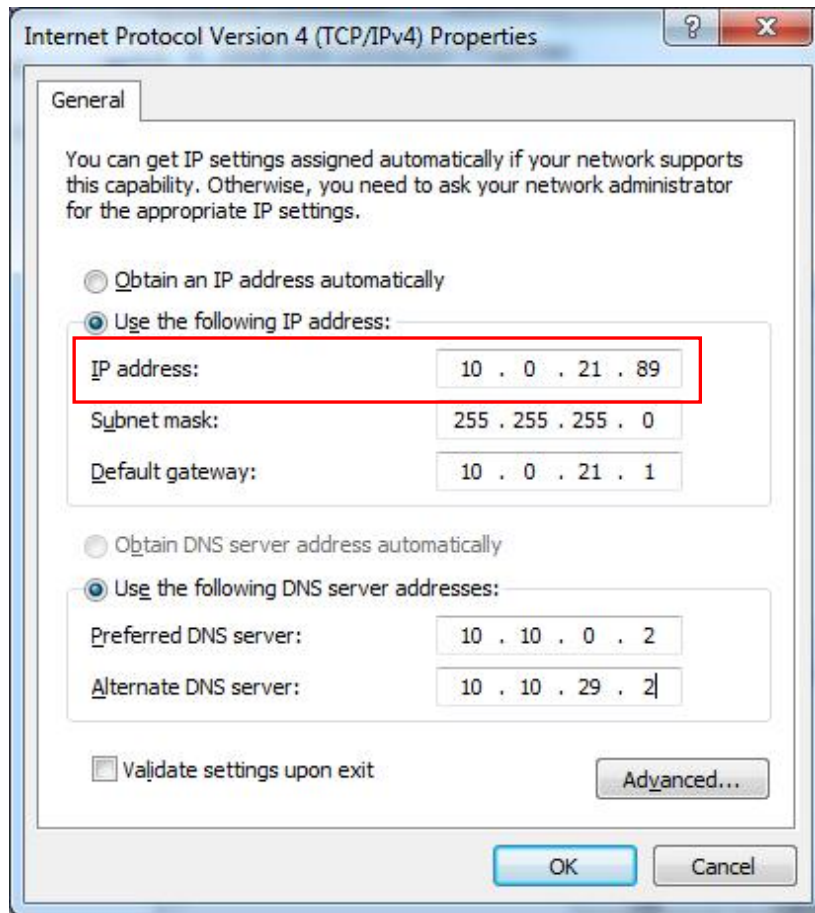 Internet Protocol Version 4 (TCP/IPv4) Properties
General
You can get IP settings assigned automatically if your network supports
this capability. Otherwise, you need to ask your network administrator
for the appropriate IP settings.
Obtain an IP address automatically
Use the following IP address:
IP address: 10 . 0 . 21 . 89
Subnet mask: 255 . 255 . 255 . 0
Default gateway: 10 . 0 . 21 . 1
Obtain DNS server address automatically
Use the following DNS server addresses:
Preferred DNS server: 10 . 10 . 0 . 2
Alternate DNS server: 10 . 10 . 29 . 2
Validate settings upon exit
Advanced...
OK Cancel